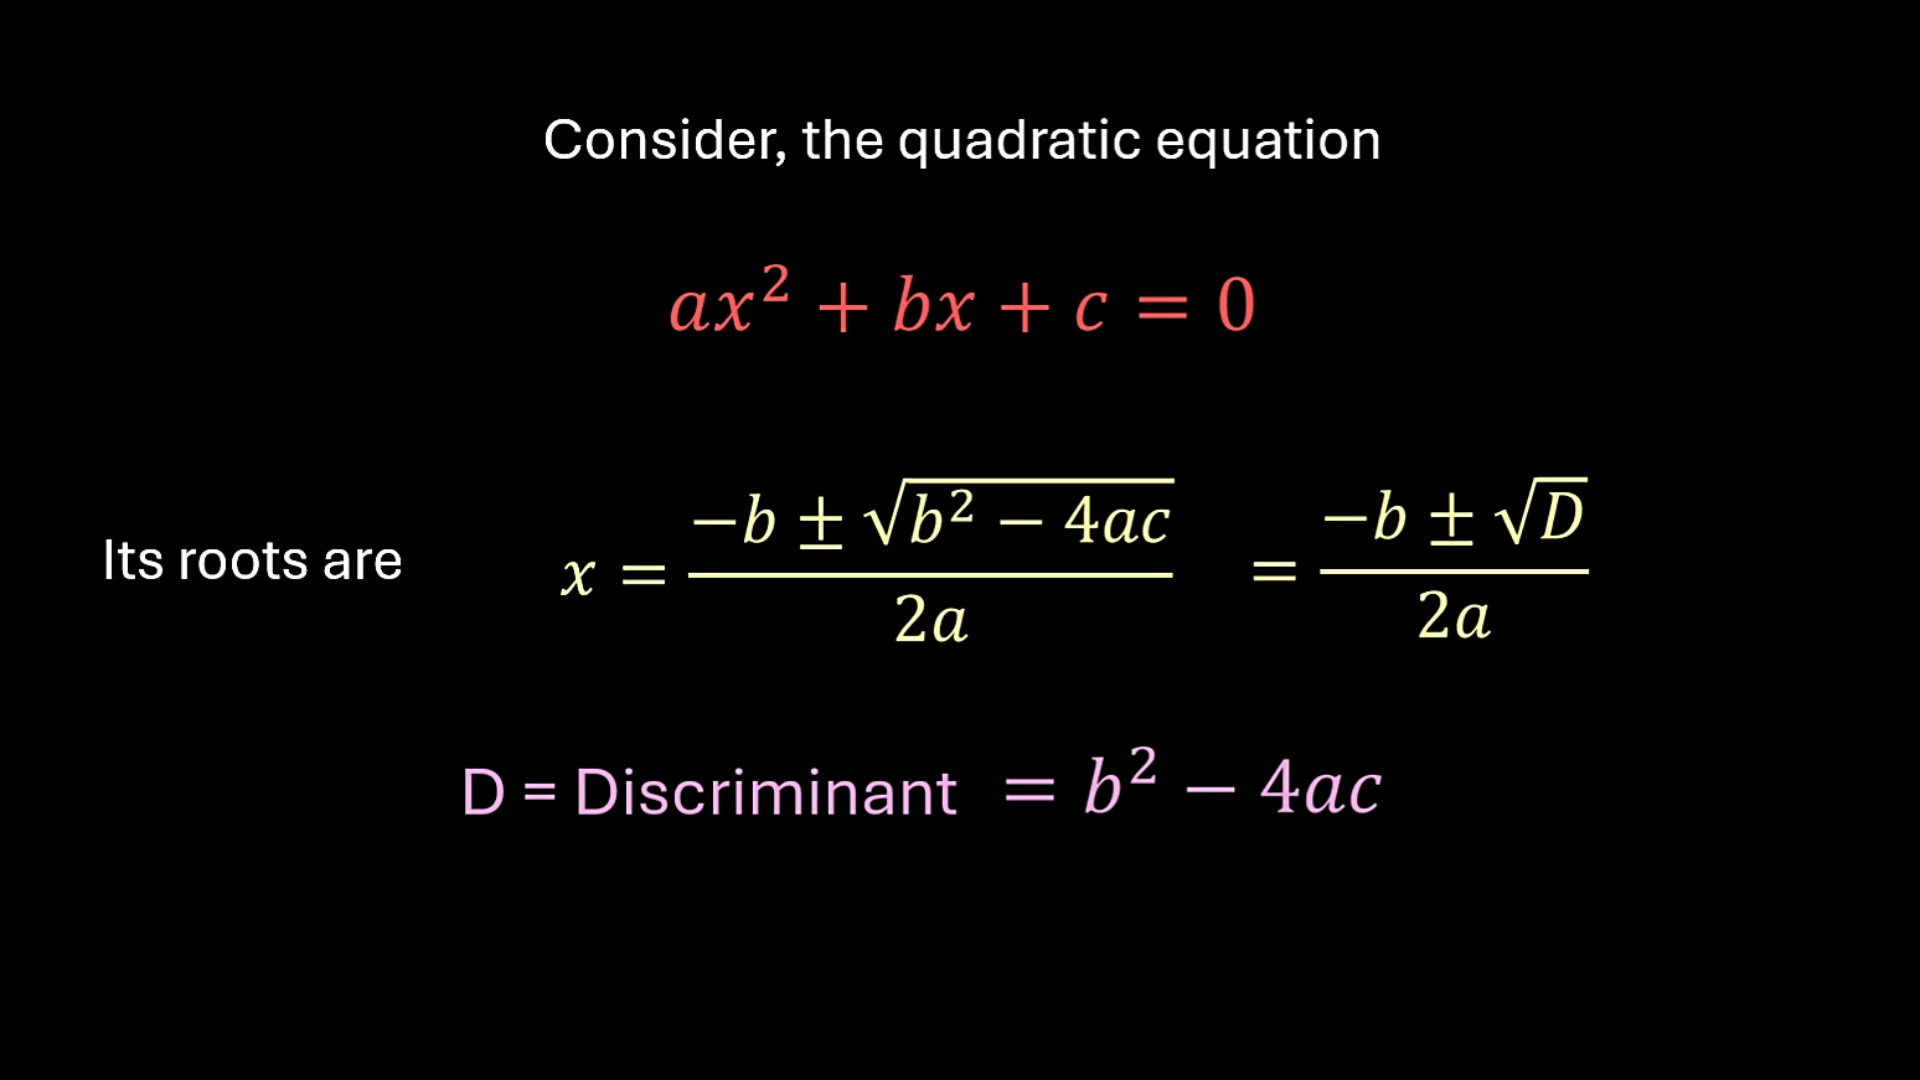 Consider, the quadratic equation
ax² + bx + c = 0
Its roots are x = (−b ± √(b² − 4ac)) / 2a = (−b ± √D) / 2a
D = Discriminant = b² − 4ac